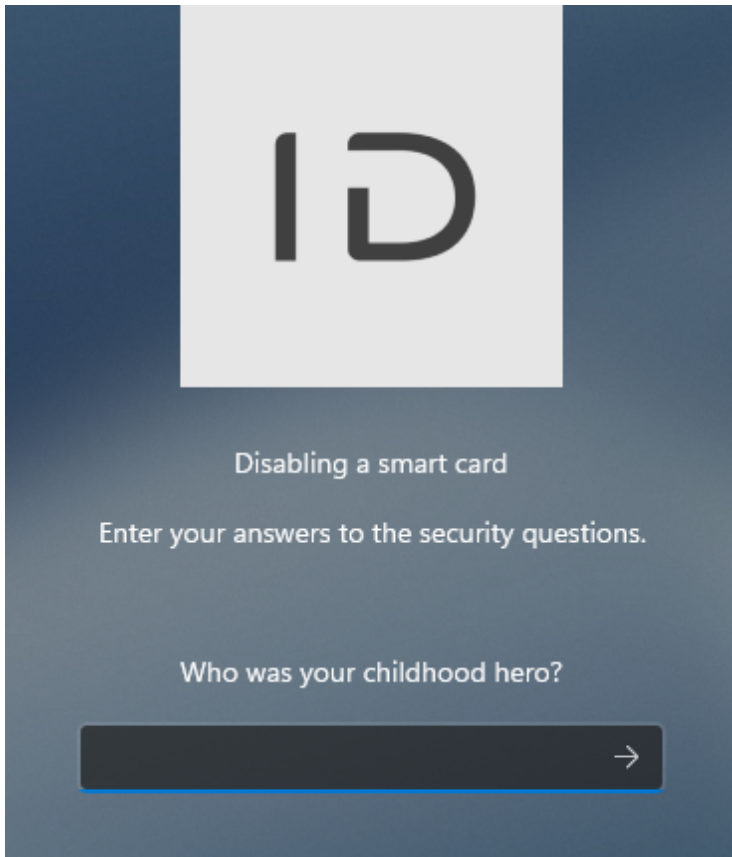 ID
Disabling a smart card
Enter your answers to the security questions.
Who was your childhood hero?